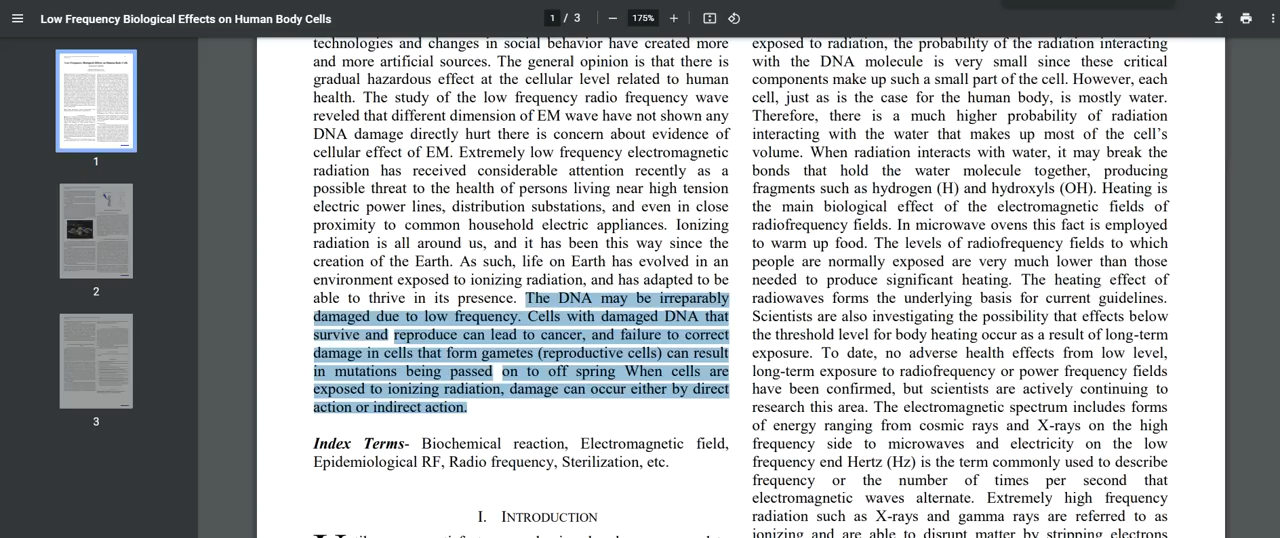 Low Frequency Biological Effects on Human Body Cells
1 / 3
175%
1
2
3
technologies and changes in social behavior have created more
and more artificial sources. The general opinion is that there is
gradual hazardous effect at the cellular level related to human
health. The study of the low frequency radio frequency wave
reveled that different dimension of EM wave have not shown any
DNA damage directly hurt there is concern about evidence of
cellular effect of EM. Extremely low frequency electromagnetic
radiation has received considerable attention recently as a
possible threat to the health of persons living near high tension
electric power lines, distribution substations, and even in close
proximity to common household electric appliances. Ionizing
radiation is all around us, and it has been this way since the
creation of the Earth. As such, life on Earth has evolved in an
environment exposed to ionizing radiation, and has adapted to be
able to thrive in its presence. The DNA may be irreparably
damaged due to low frequency. Cells with damaged DNA that
survive and reproduce can lead to cancer, and failure to correct
damage in cells that form gametes (reproductive cells) can result
in mutations being passed on to off spring When cells are
exposed to ionizing radiation, damage can occur either by direct
action or indirect action.
Index Terms- Biochemical reaction, Electromagnetic field,
Epidemiological RF, Radio frequency, Sterilization, etc.
I. INTRODUCTION
exposed to radiation, the probability of the radiation interacting
with the DNA molecule is very small since these critical
components make up such a small part of the cell. However, each
cell, just as is the case for the human body, is mostly water.
Therefore, there is a much higher probability of radiation
interacting with the water that makes up most of the cell's
volume. When radiation interacts with water, it may break the
bonds that hold the water molecule together, producing
fragments such as hydrogen (H) and hydroxyls (OH). Heating is
the main biological effect of the electromagnetic fields of
radiofrequency fields. In microwave ovens this fact is employed
to warm up food. The levels of radiofrequency fields to which
people are normally exposed are very much lower than those
needed to produce significant heating. The heating effect of
radiowaves forms the underlying basis for current guidelines.
Scientists are also investigating the possibility that effects below
the threshold level for body heating occur as a result of long-term
exposure. To date, no adverse health effects from low level,
long-term exposure to radiofrequency or power frequency fields
have been confirmed, but scientists are actively continuing to
research this area. The electromagnetic spectrum includes forms
of energy ranging from cosmic rays and X-rays on the high
frequency side to microwaves and electricity on the low
frequency end Hertz (Hz) is the term commonly used to describe
frequency or the number of times per second that
electromagnetic waves alternate. Extremely high frequency
radiation such as X-rays and gamma rays are referred to as
ionizing and are able to disrupt matter by stripping electrons